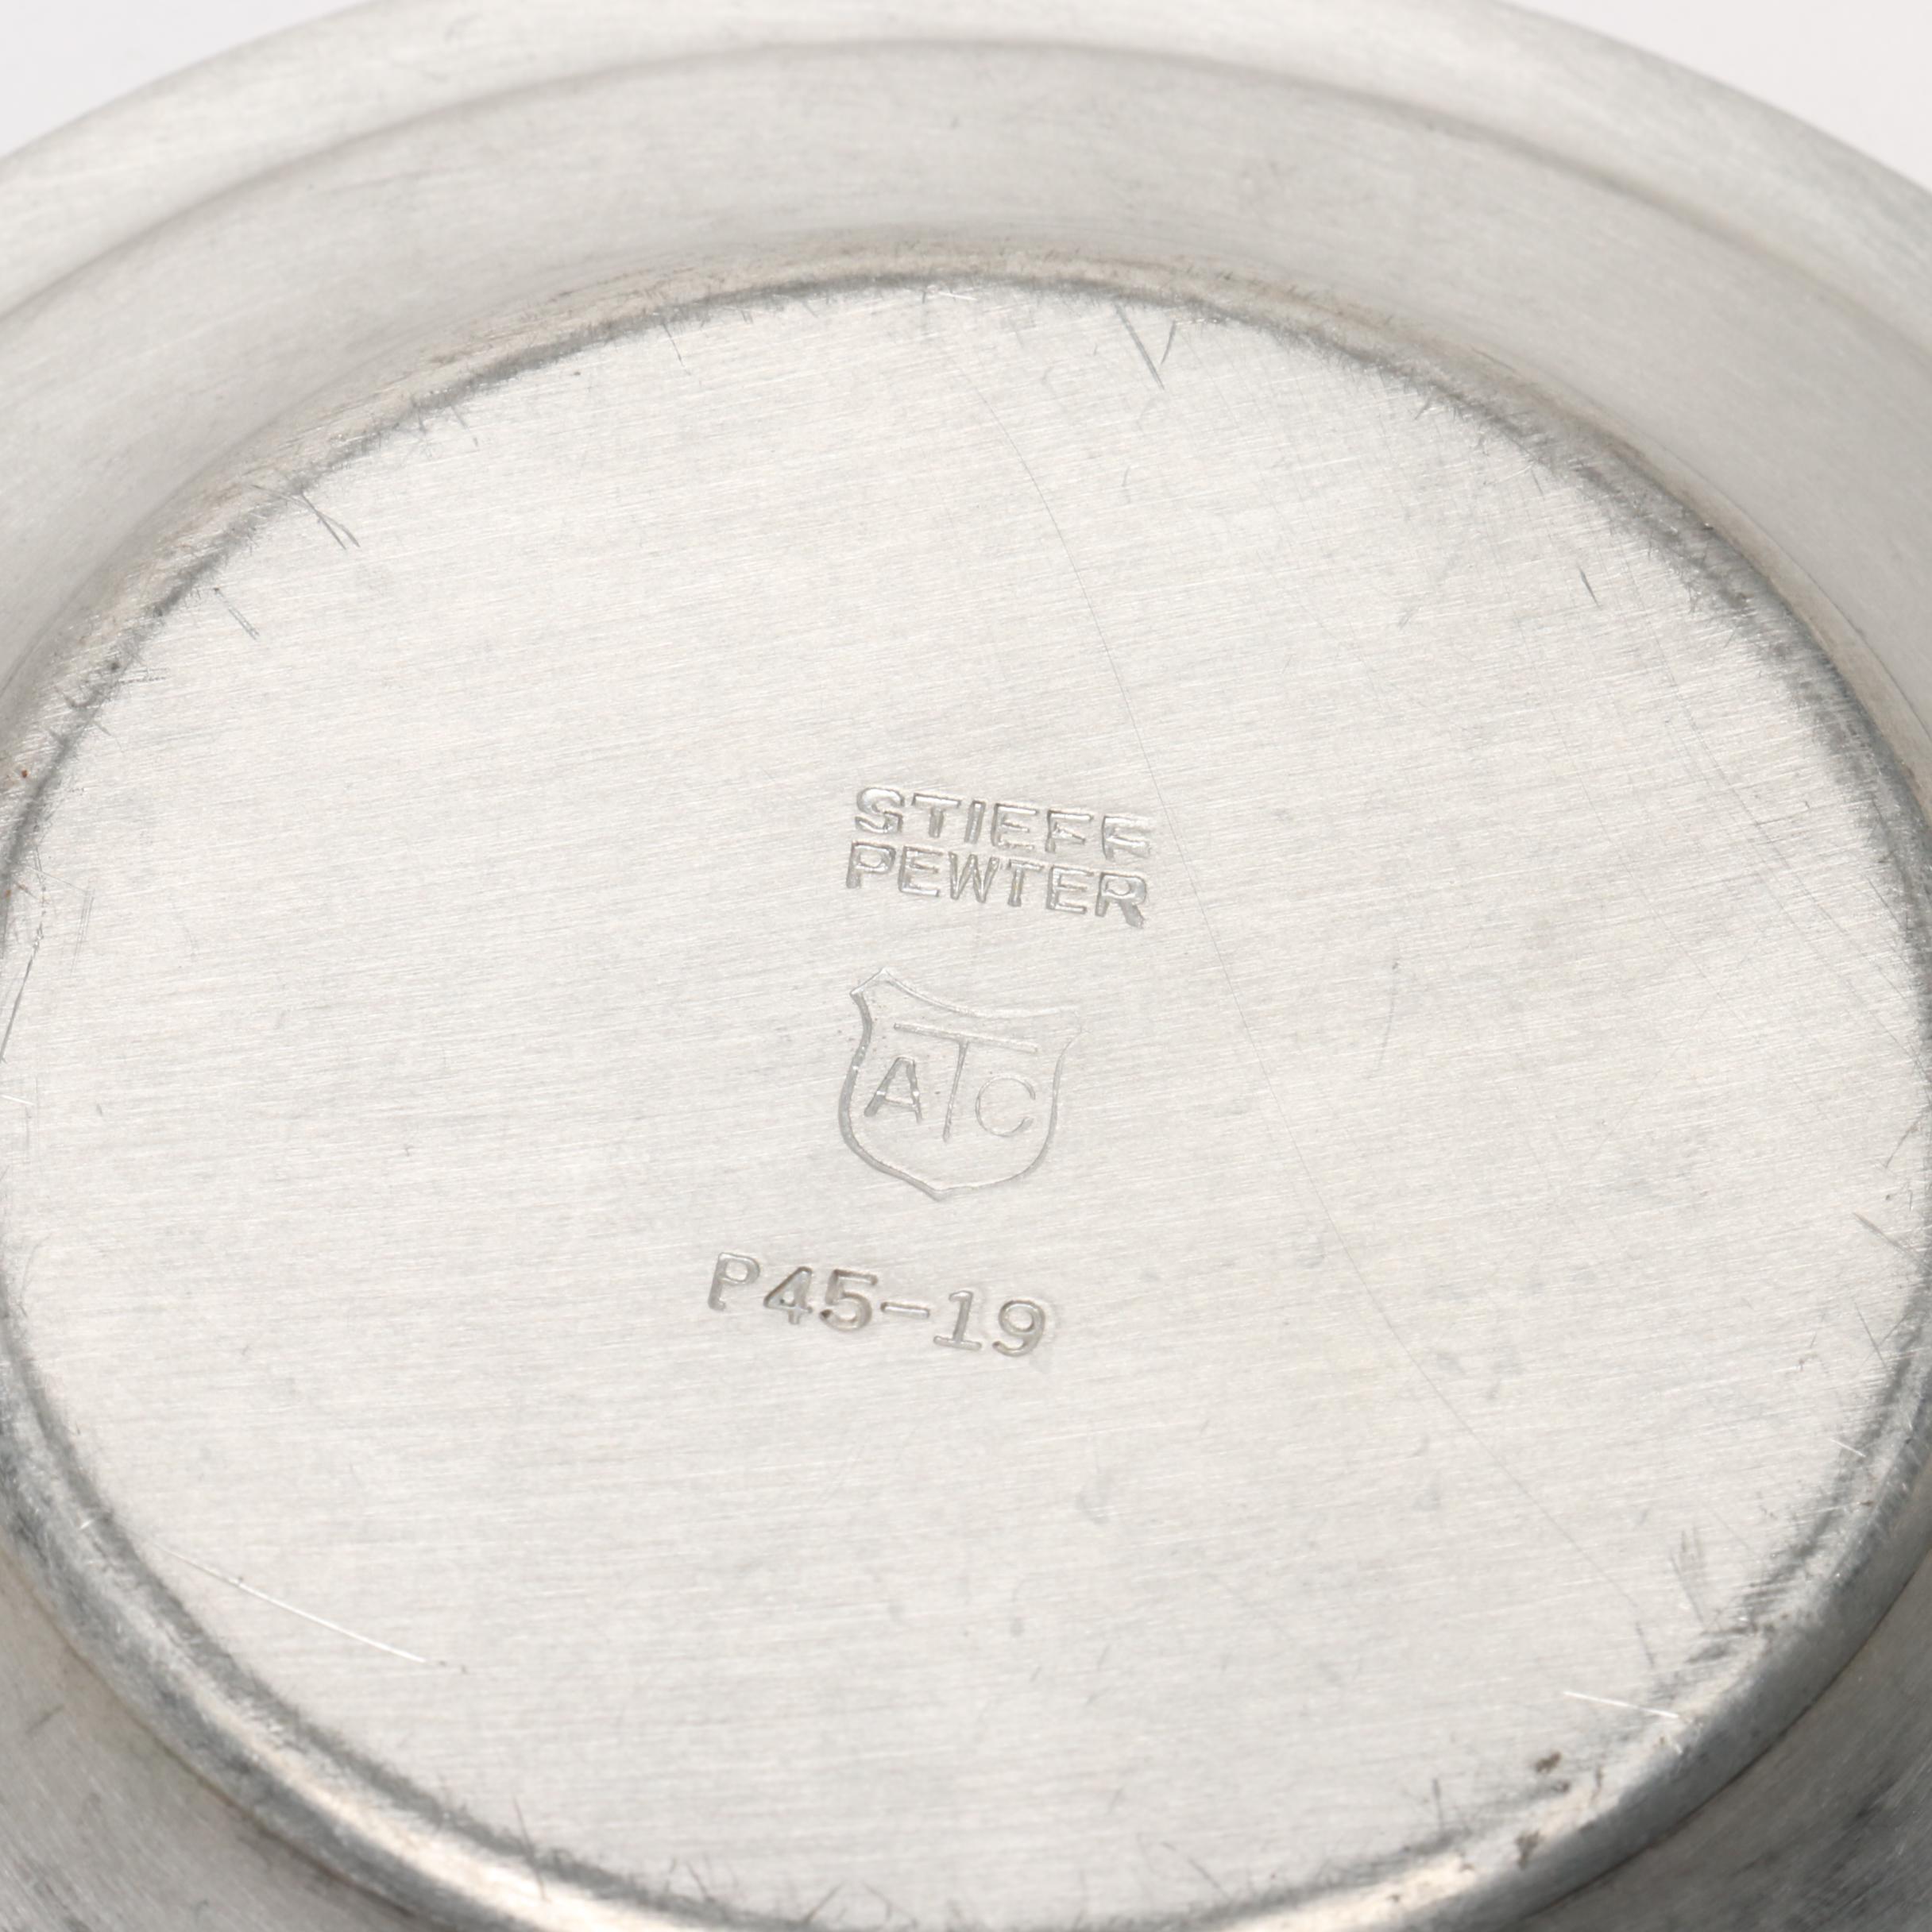 STIEFF
PEWTER
ATC
P45-19